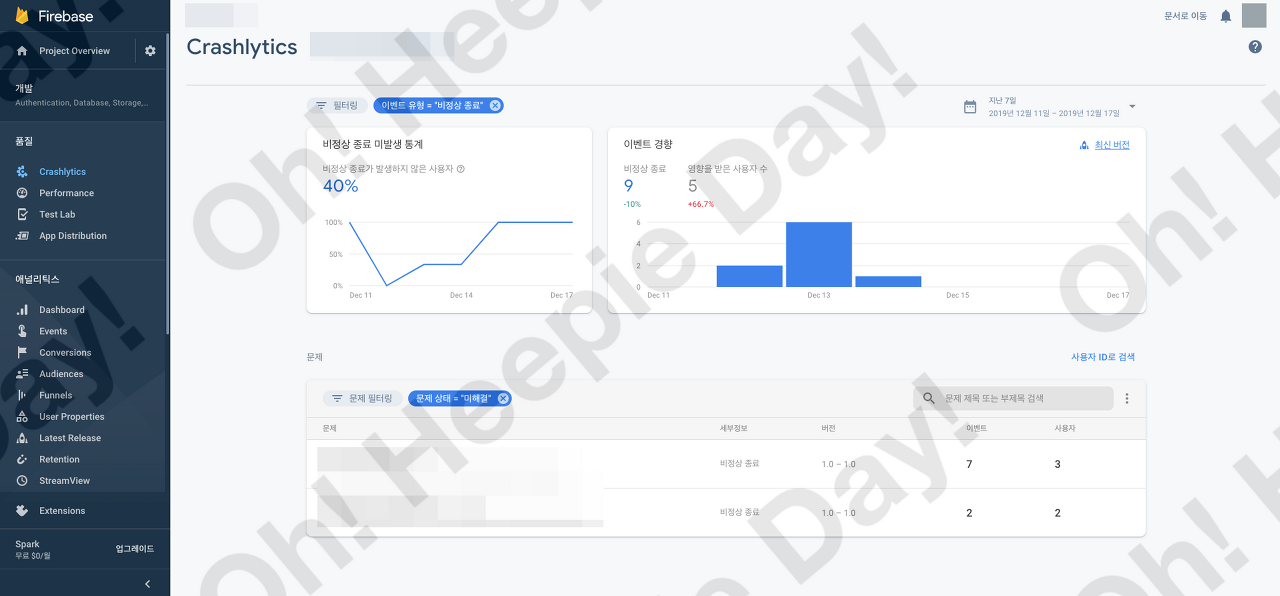 Firebase
Project Overview
개발
Authentication, Database, Storage,...
품질
Crashlytics
Performance
Test Lab
App Distribution
애널리틱스
Dashboard
Events
Conversions
Audiences
Funnels
User Properties
Latest Release
Retention
StreamView
Extensions
Spark
무료 $0/월
업그레이드
문서로 이동
Crashlytics
필터링
이벤트 유형 = "비정상 종료"
지난 7일
2019년 12월 11일 – 2019년 12월 17일
비정상 종료 미발생 통계
비정상 종료가 발생하지 않은 사용자
40%
100%
50%
0%
Dec 11
Dec 14
Dec 17
이벤트 경향
최신 버전
비정상 종료
영향을 받은 사용자 수
9
5
-10%
+66.7%
6
4
2
0
Dec 11
Dec 13
Dec 15
Dec 17
문제
사용자 ID로 검색
문제 필터링
문제 상태 = "미해결"
문제 제목 또는 부제목 검색
문제
세부정보
버전
이벤트
사용자
비정상 종료
1.0 – 1.0
7
3
비정상 종료
1.0 – 1.0
2
2
Oh! Heepie Day!